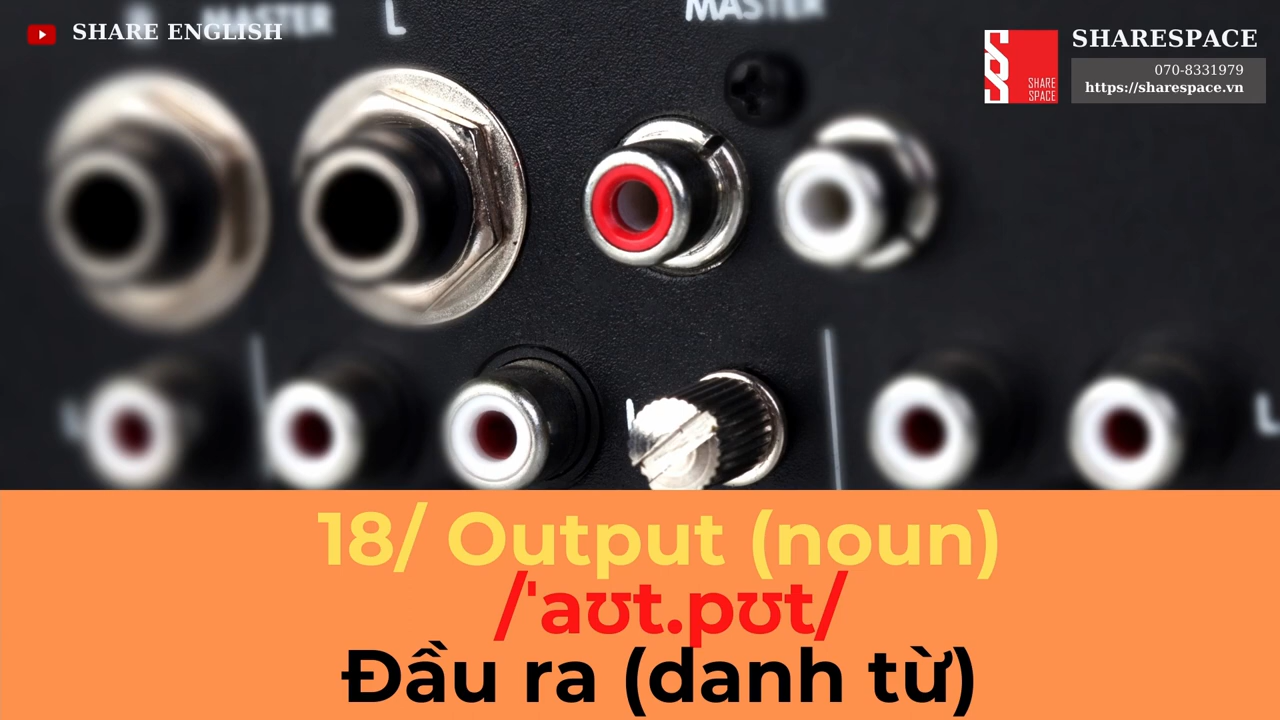 SHARE ENGLISH
MASTER
L
MASTER
SHARE
SPACE
SHARESPACE
070-8331979
https://sharespace.vn
L
18/ Output (noun)
/ˈaʊt.pʊt/
Đầu ra (danh từ)